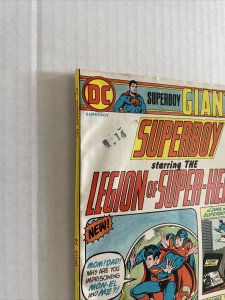 DC
SUPERBOY
GIAN
SUPERBOY
SUPERBOY
starring THE
LEGION OF SUPER-HE
NEW!
MOM! DAD!
WHY ARE YOU
IMPRISONING
MON-EL
AND ME?!